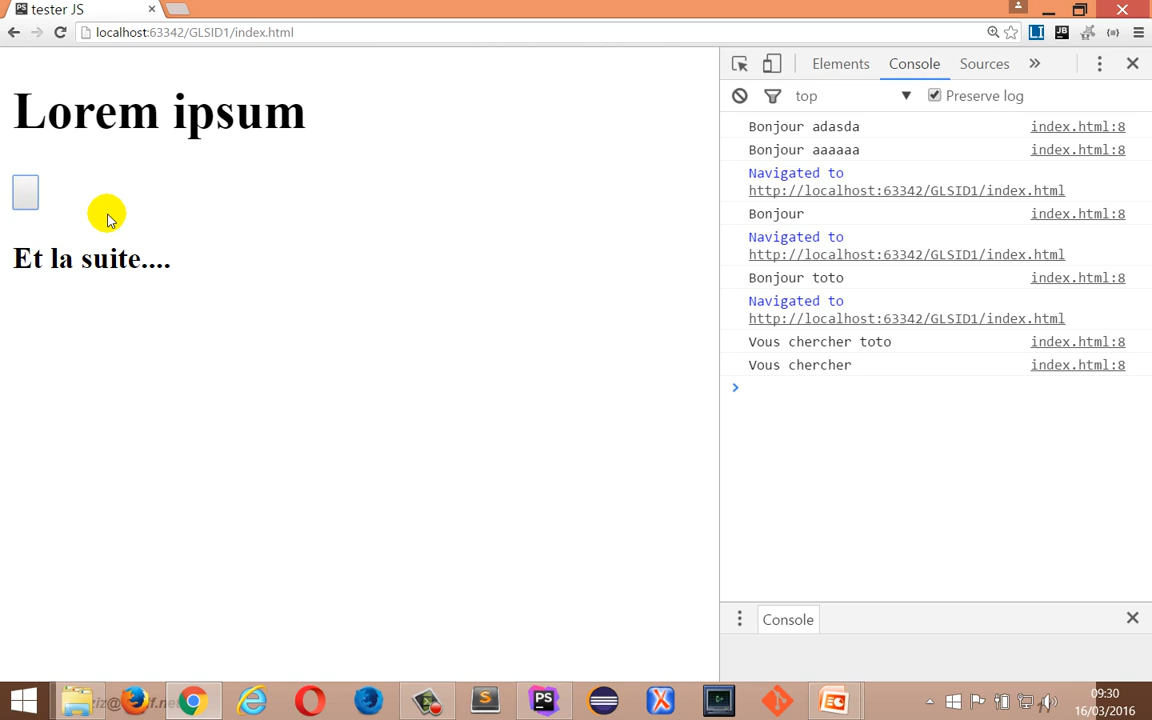 tester JS
localhost:63342/GLSID1/index.html
Lorem ipsum
Et la suite....
Elements Console Sources
top Preserve log
Bonjour adasda index.html:8
Bonjour aaaaaa index.html:8
Navigated to
http://localhost:63342/GLSID1/index.html
Bonjour index.html:8
Navigated to
http://localhost:63342/GLSID1/index.html
Bonjour toto index.html:8
Navigated to
http://localhost:63342/GLSID1/index.html
Vous chercher toto index.html:8
Vous chercher index.html:8
Console
09:30
16/03/2016